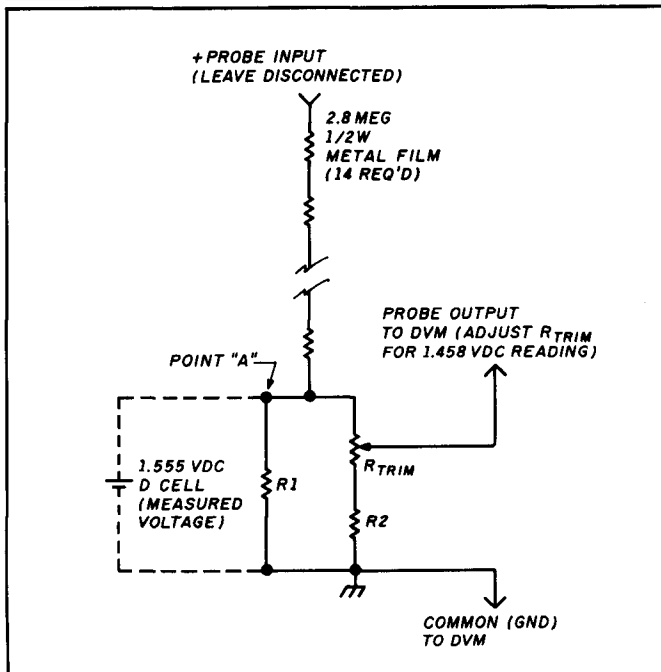 +PROBE INPUT
(LEAVE DISCONNECTED)
2.8 MEG
1/2W
METAL FILM
(14 REQ'D)
PROBE OUTPUT
TO DVM (ADJUST RTRIM
FOR 1.458 VDC READING)
POINT "A"
1.555 VDC
D CELL
(MEASURED
VOLTAGE)
R1
RTRIM
R2
COMMON (GND)
TO DVM